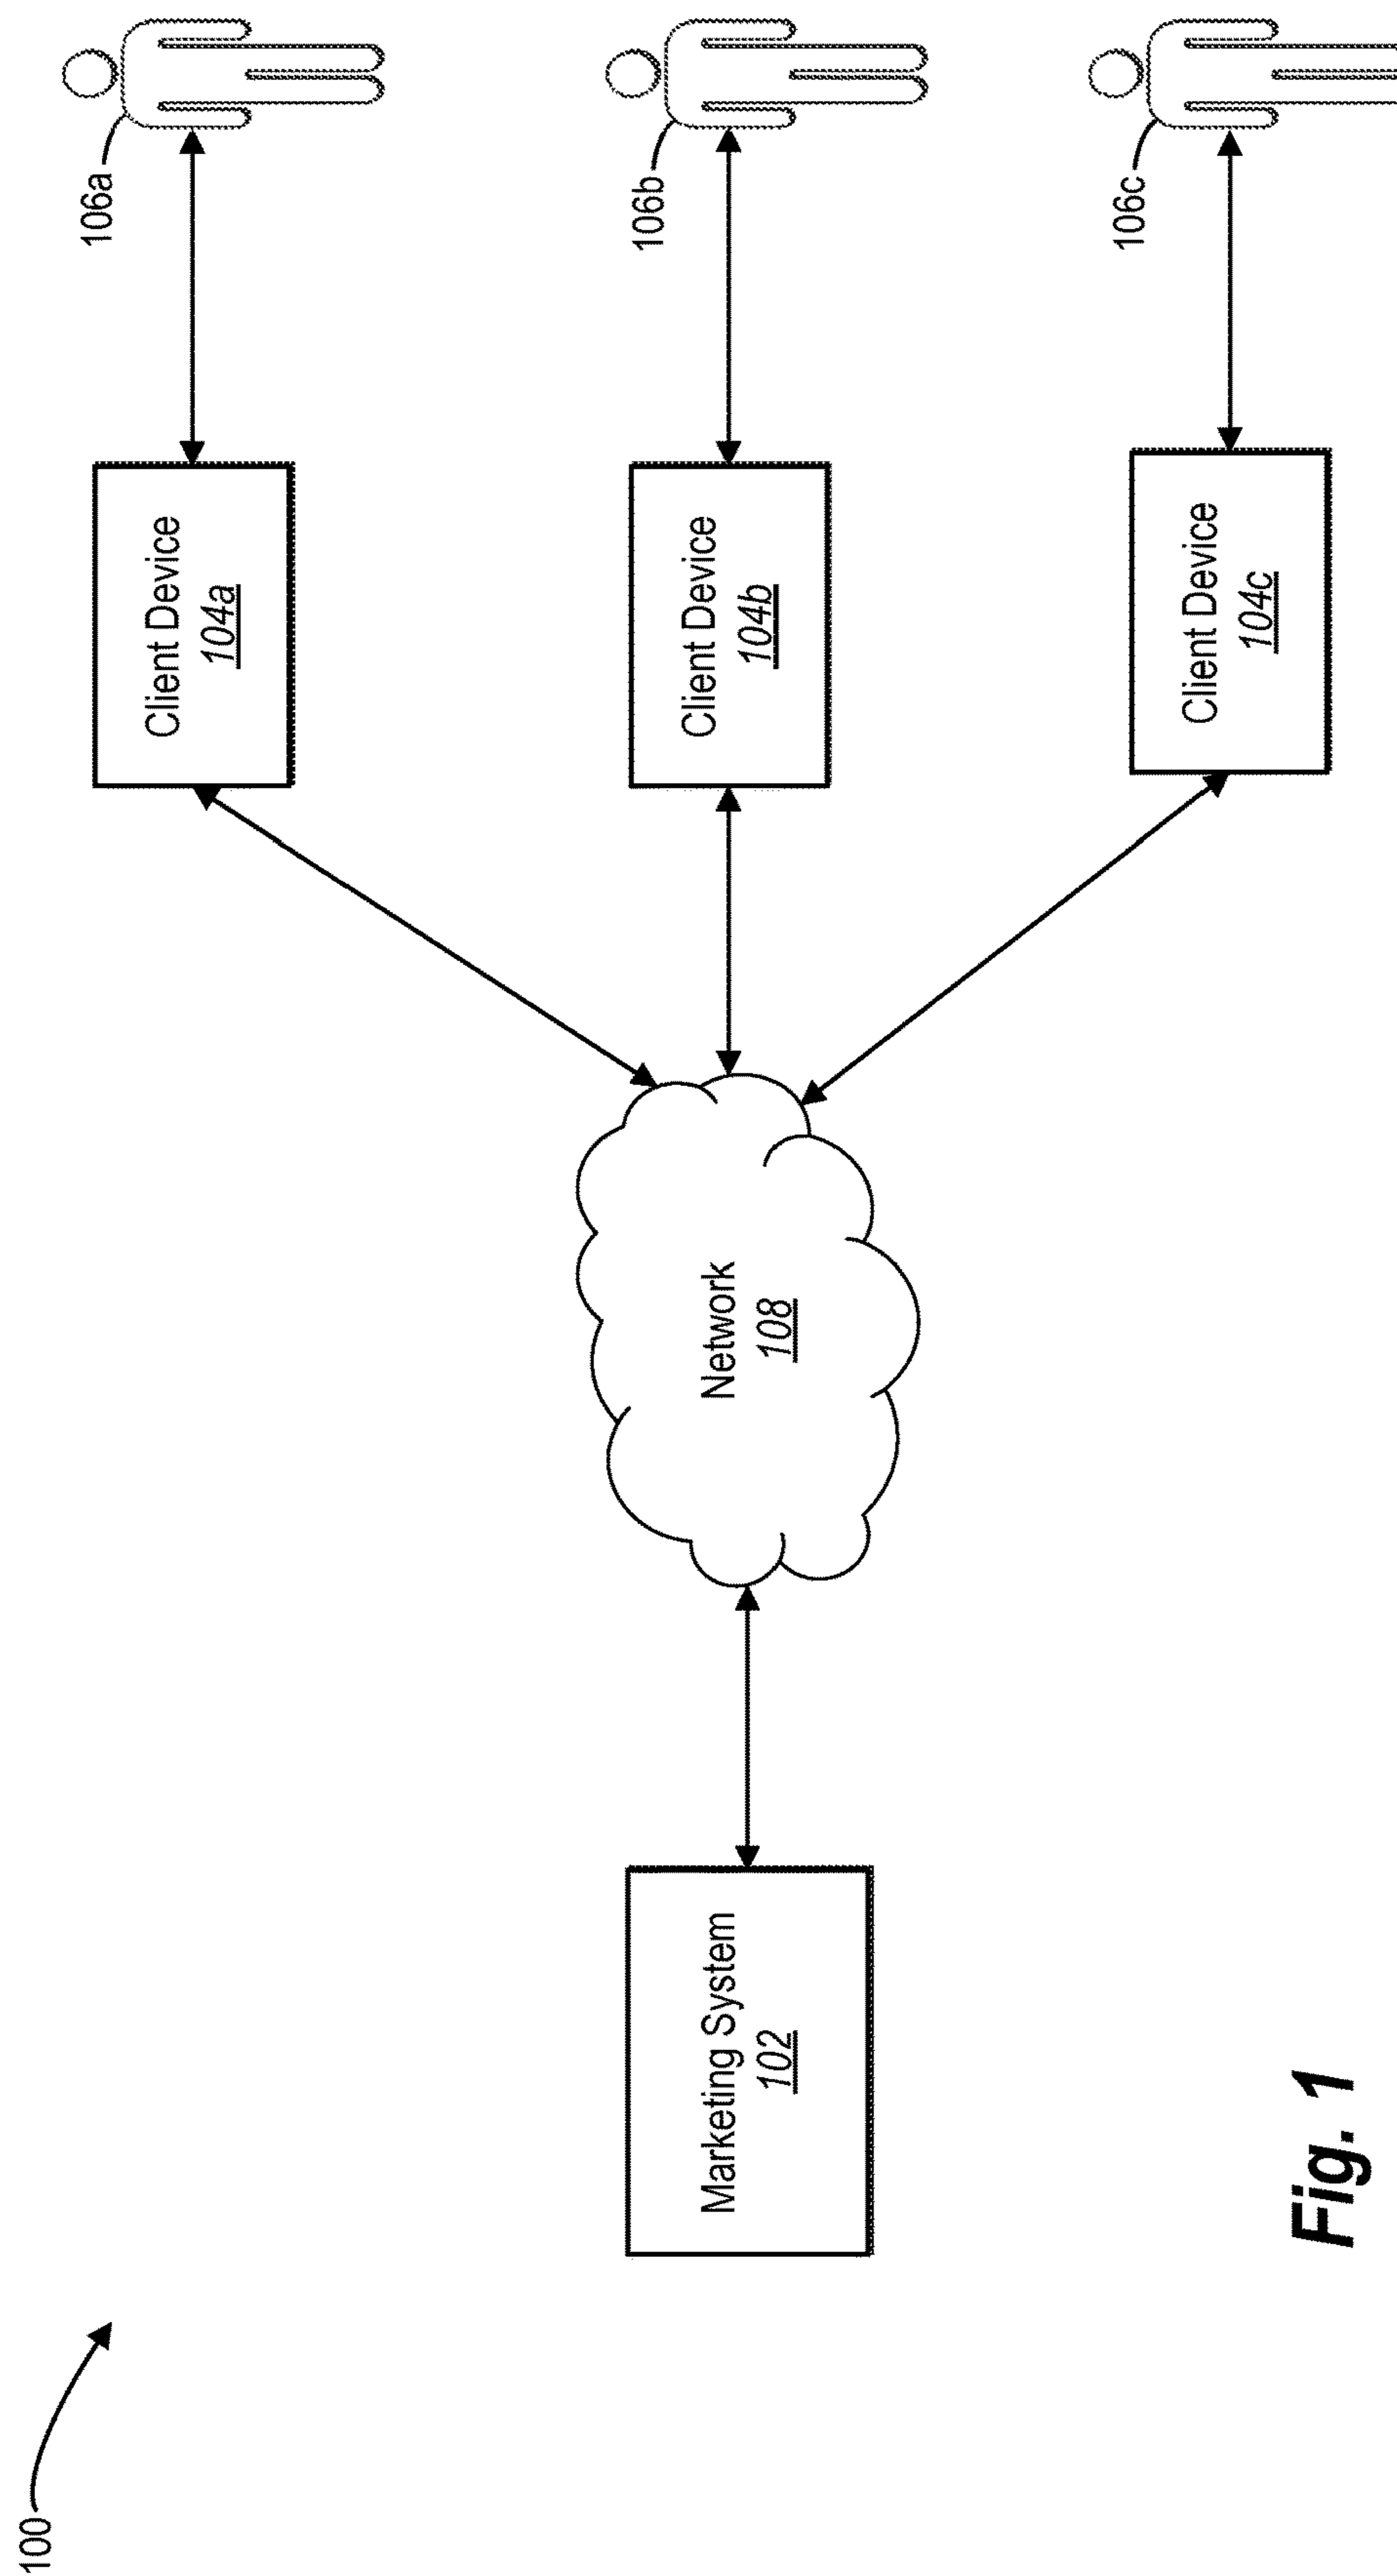 100
106a
Client Device
104a
Marketing System
102
Network
108
106b
Client Device
104b
106c
Client Device
104c
Fig. 1